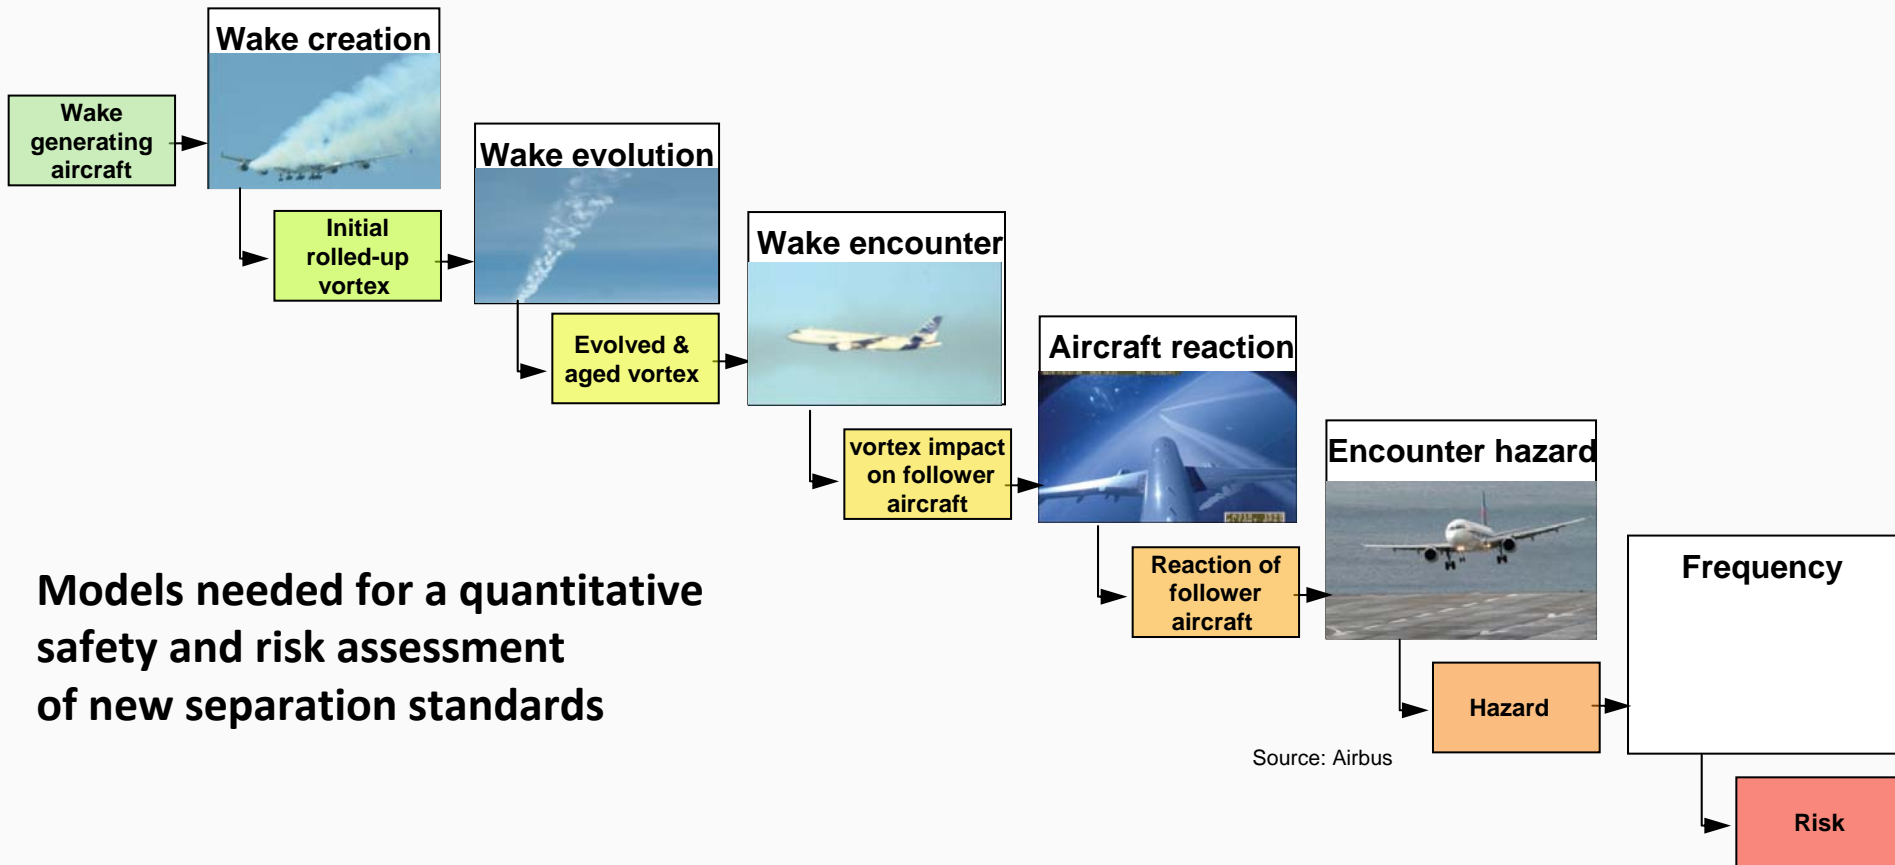 Wake creation
Wake
generating
aircraft
Wake evolution
Initial
rolled-up
vortex
Wake encounter
Evolved &
aged vortex
Aircraft reaction
vortex impact
on follower
aircraft
Encounter hazard
Reaction of
follower
aircraft
Frequency
Hazard
Risk
Models needed for a quantitative
safety and risk assessment
of new separation standards
Source: Airbus